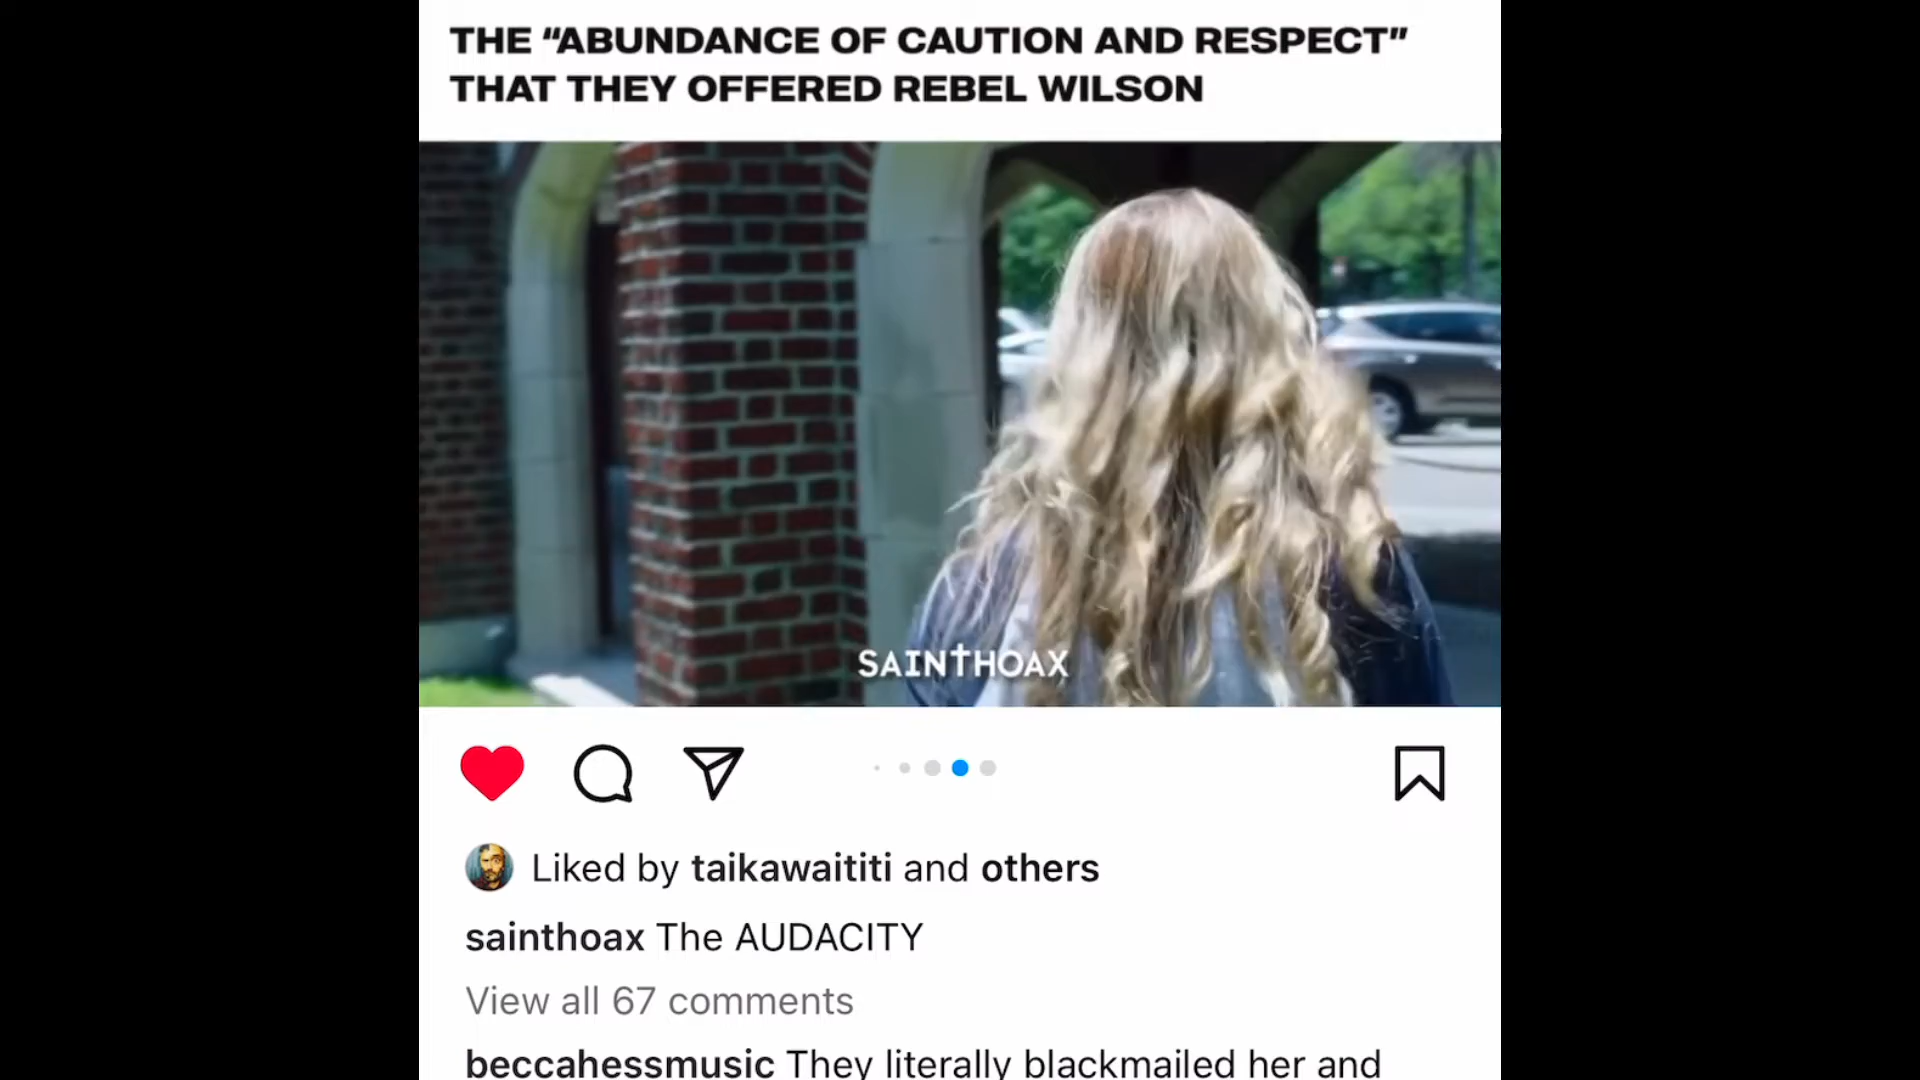 THE “ABUNDANCE OF CAUTION AND RESPECT”
THAT THEY OFFERED REBEL WILSON
SAINTHOAX
Liked by taikawaititi and others
sainthoax The AUDACITY
View all 67 comments
beccahessmusic They literally blackmailed her and